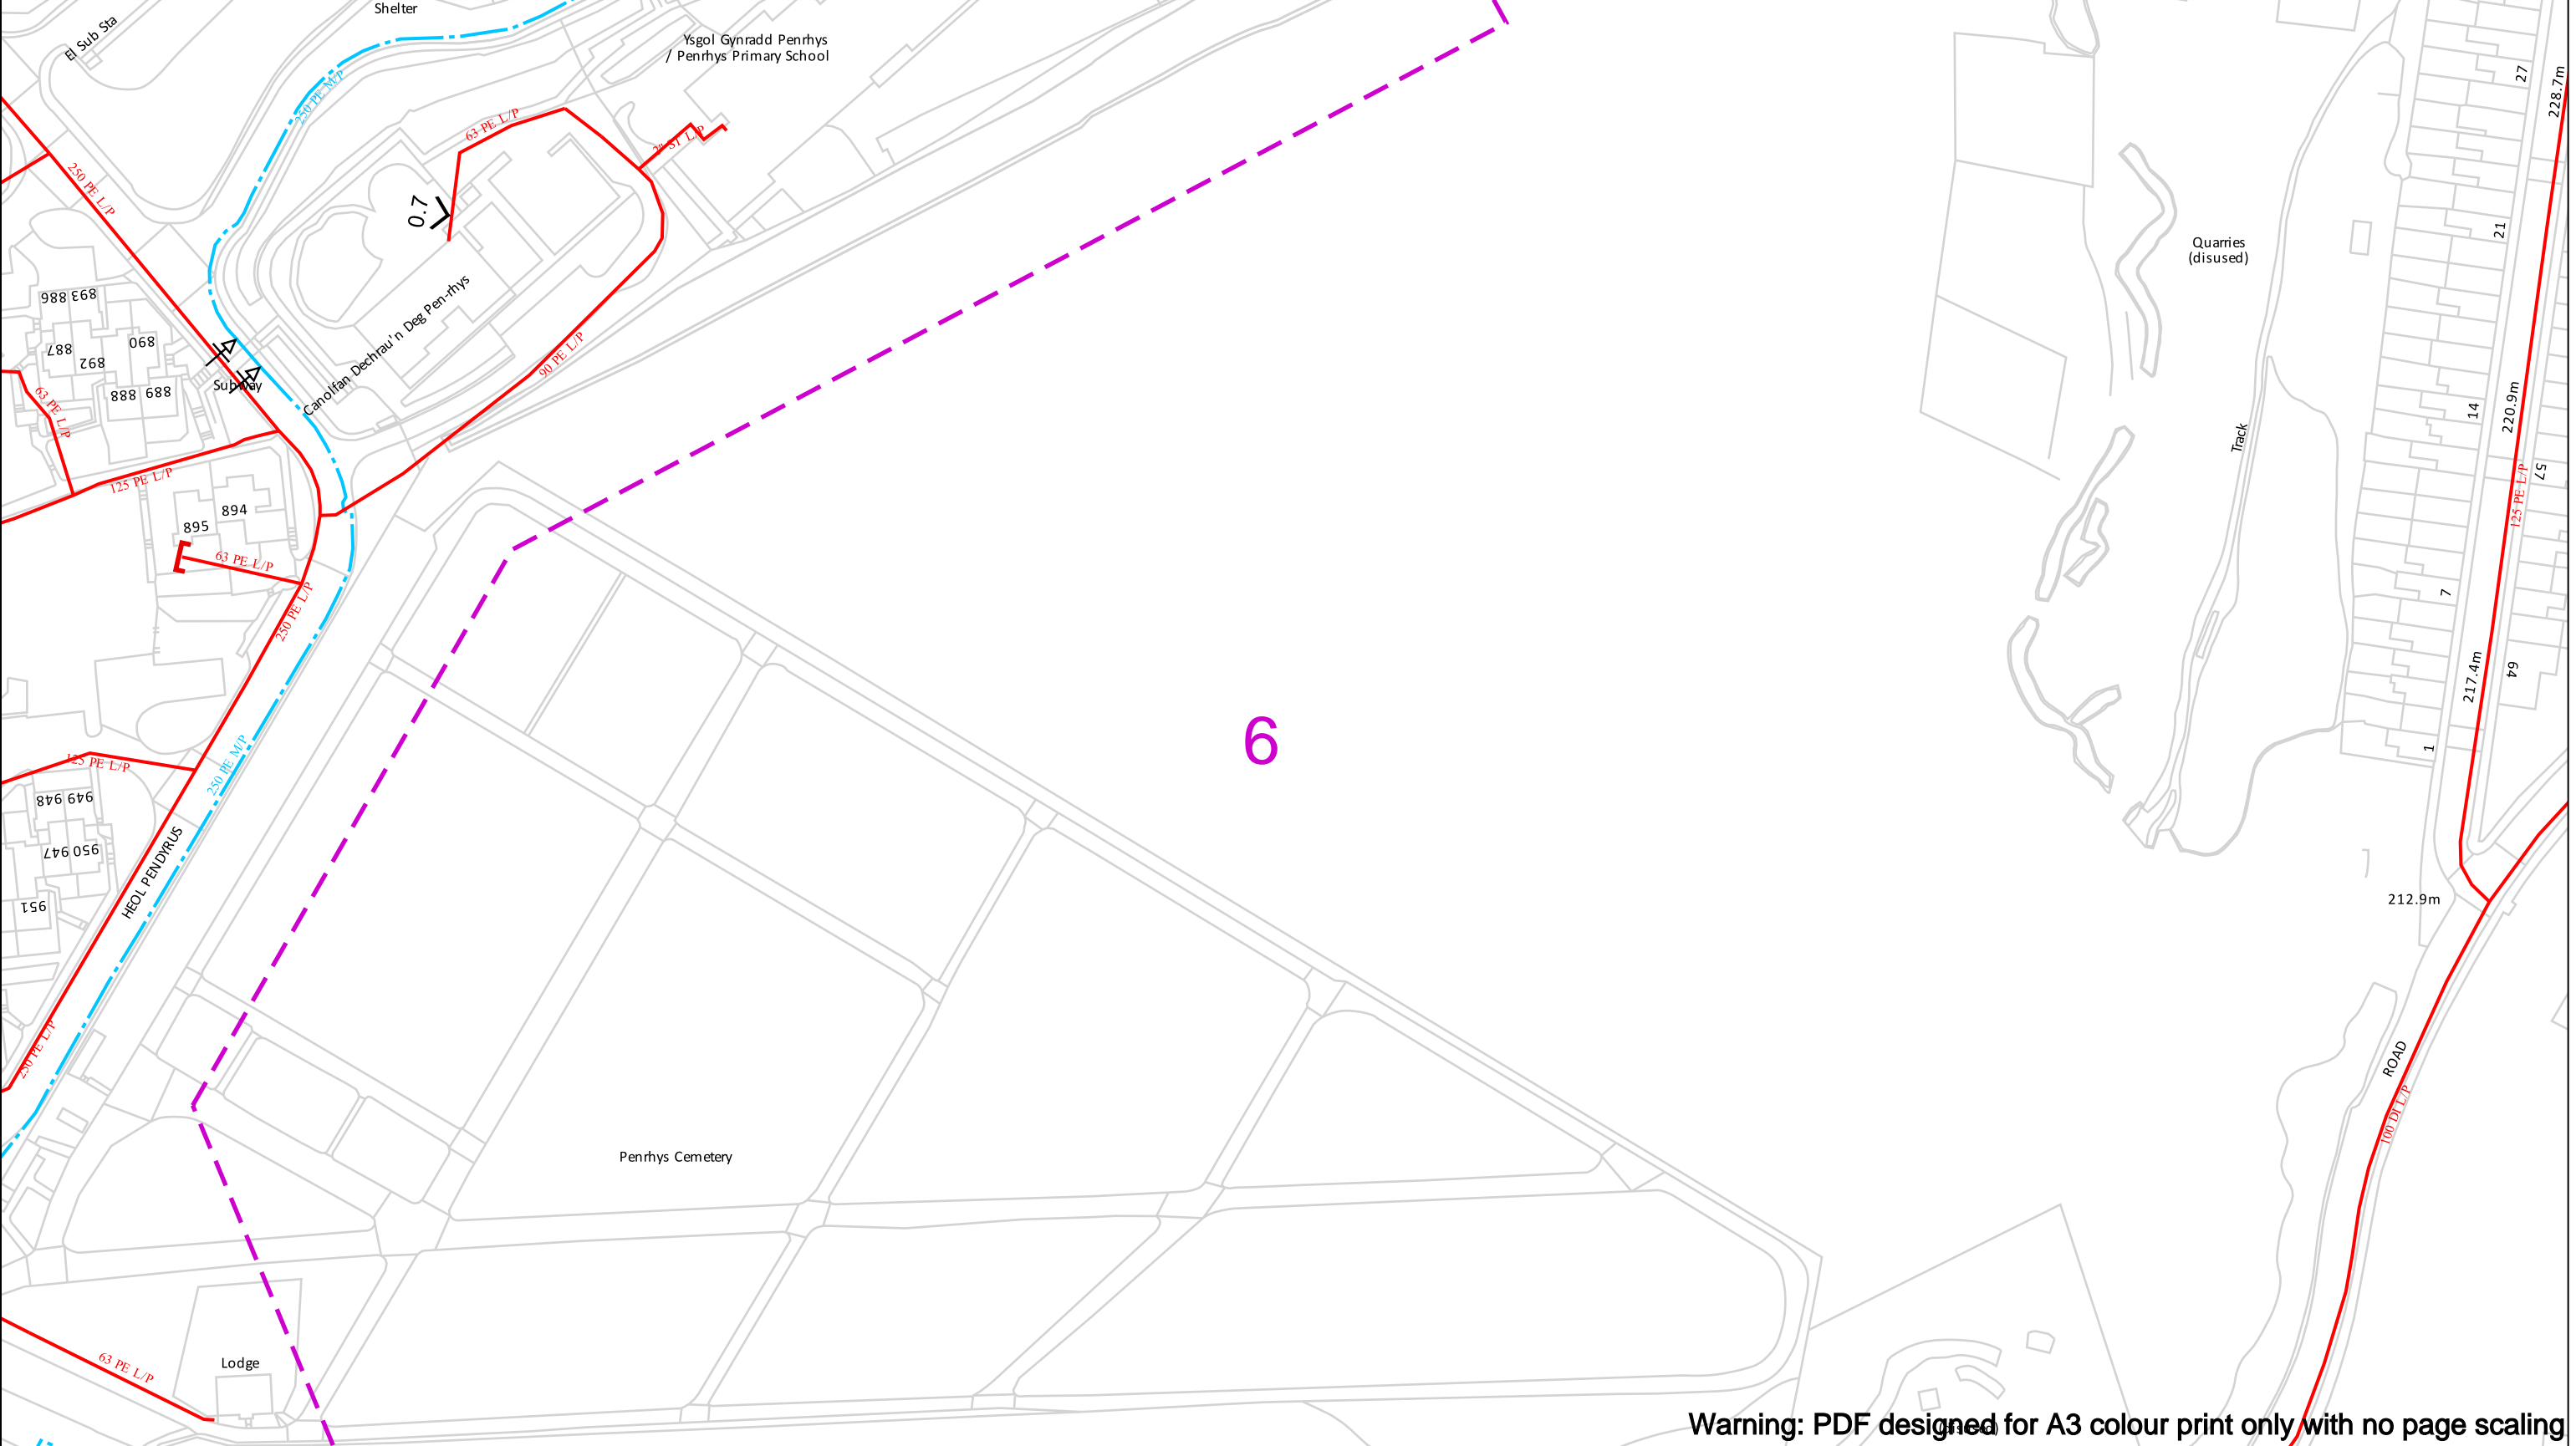 Shelter
El Sub Sta
Ysgol Gynradd Penrhys
/ Penrhys Primary School
250 PE M/P
63 PE L/P
2" ST L/P
250 PE L/P
0.7
Canolfan Dechrau'n Deg Pen-rhys
893 886
887
892
890
888
889
Subway
63 PE L/P
90 PE L/P
125 PE L/P
894
895
63 PE L/P
250 PE L/P
125 PE L/P
250 PE M/P
949 948
950 947
951
HEOL PENDYRUS
250 PE L/P
6
Penrhys Cemetery
Lodge
63 PE L/P
Quarries
(disused)
Track
27
228.7m
21
14
220.9m
57
125 PE L/P
7
217.4m
64
1
212.9m
ROAD
100 DI L/P
(disused)
Warning: PDF designed for A3 colour print only with no page scaling